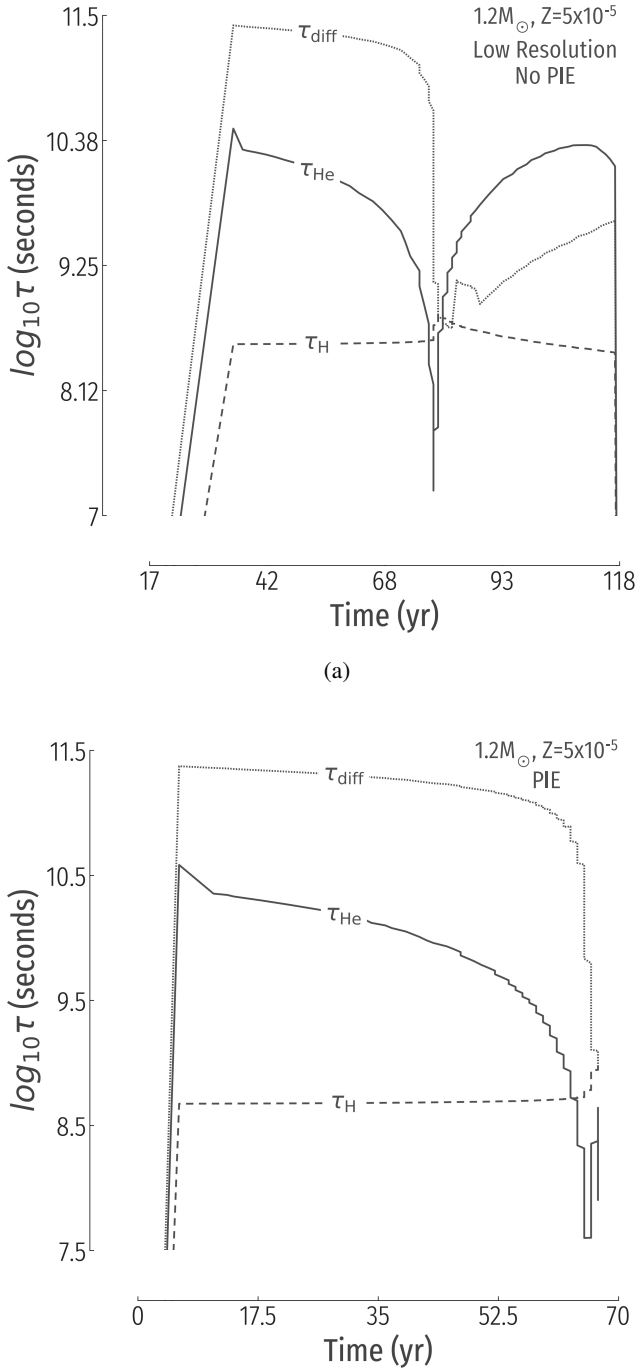 11.5
1.2M☉, Z=5x10⁻⁵
τdiff
Low Resolution
No PIE
10.38
τHe
log₁₀ τ (seconds)
9.25
τH
8.12
7
17 42 68 93 118
Time (yr)
(a)
11.5
1.2M☉, Z=5x10⁻⁵
τdiff
PIE
10.5
τHe
log₁₀ τ (seconds)
9.5
τH
8.5
7.5
0 17.5 35 52.5 70
Time (yr)